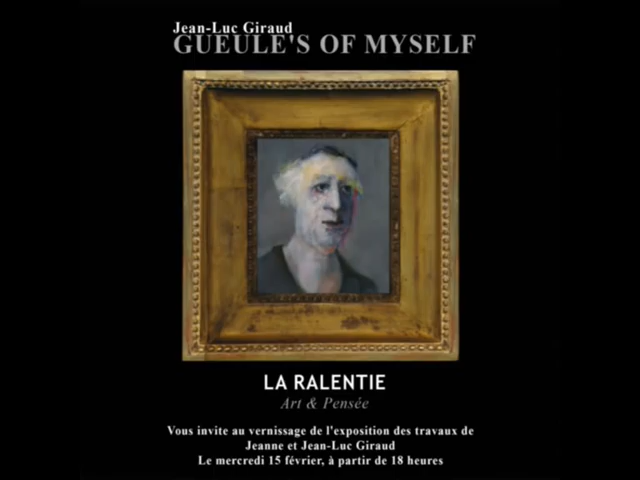 Jean-Luc Giraud
GUEULE'S OF MYSELF
LA RALENTIE
Art & Pensée
Vous invite au vernissage de l'exposition des travaux de
Jeanne et Jean-Luc Giraud
Le mercredi 15 février, à partir de 18 heures